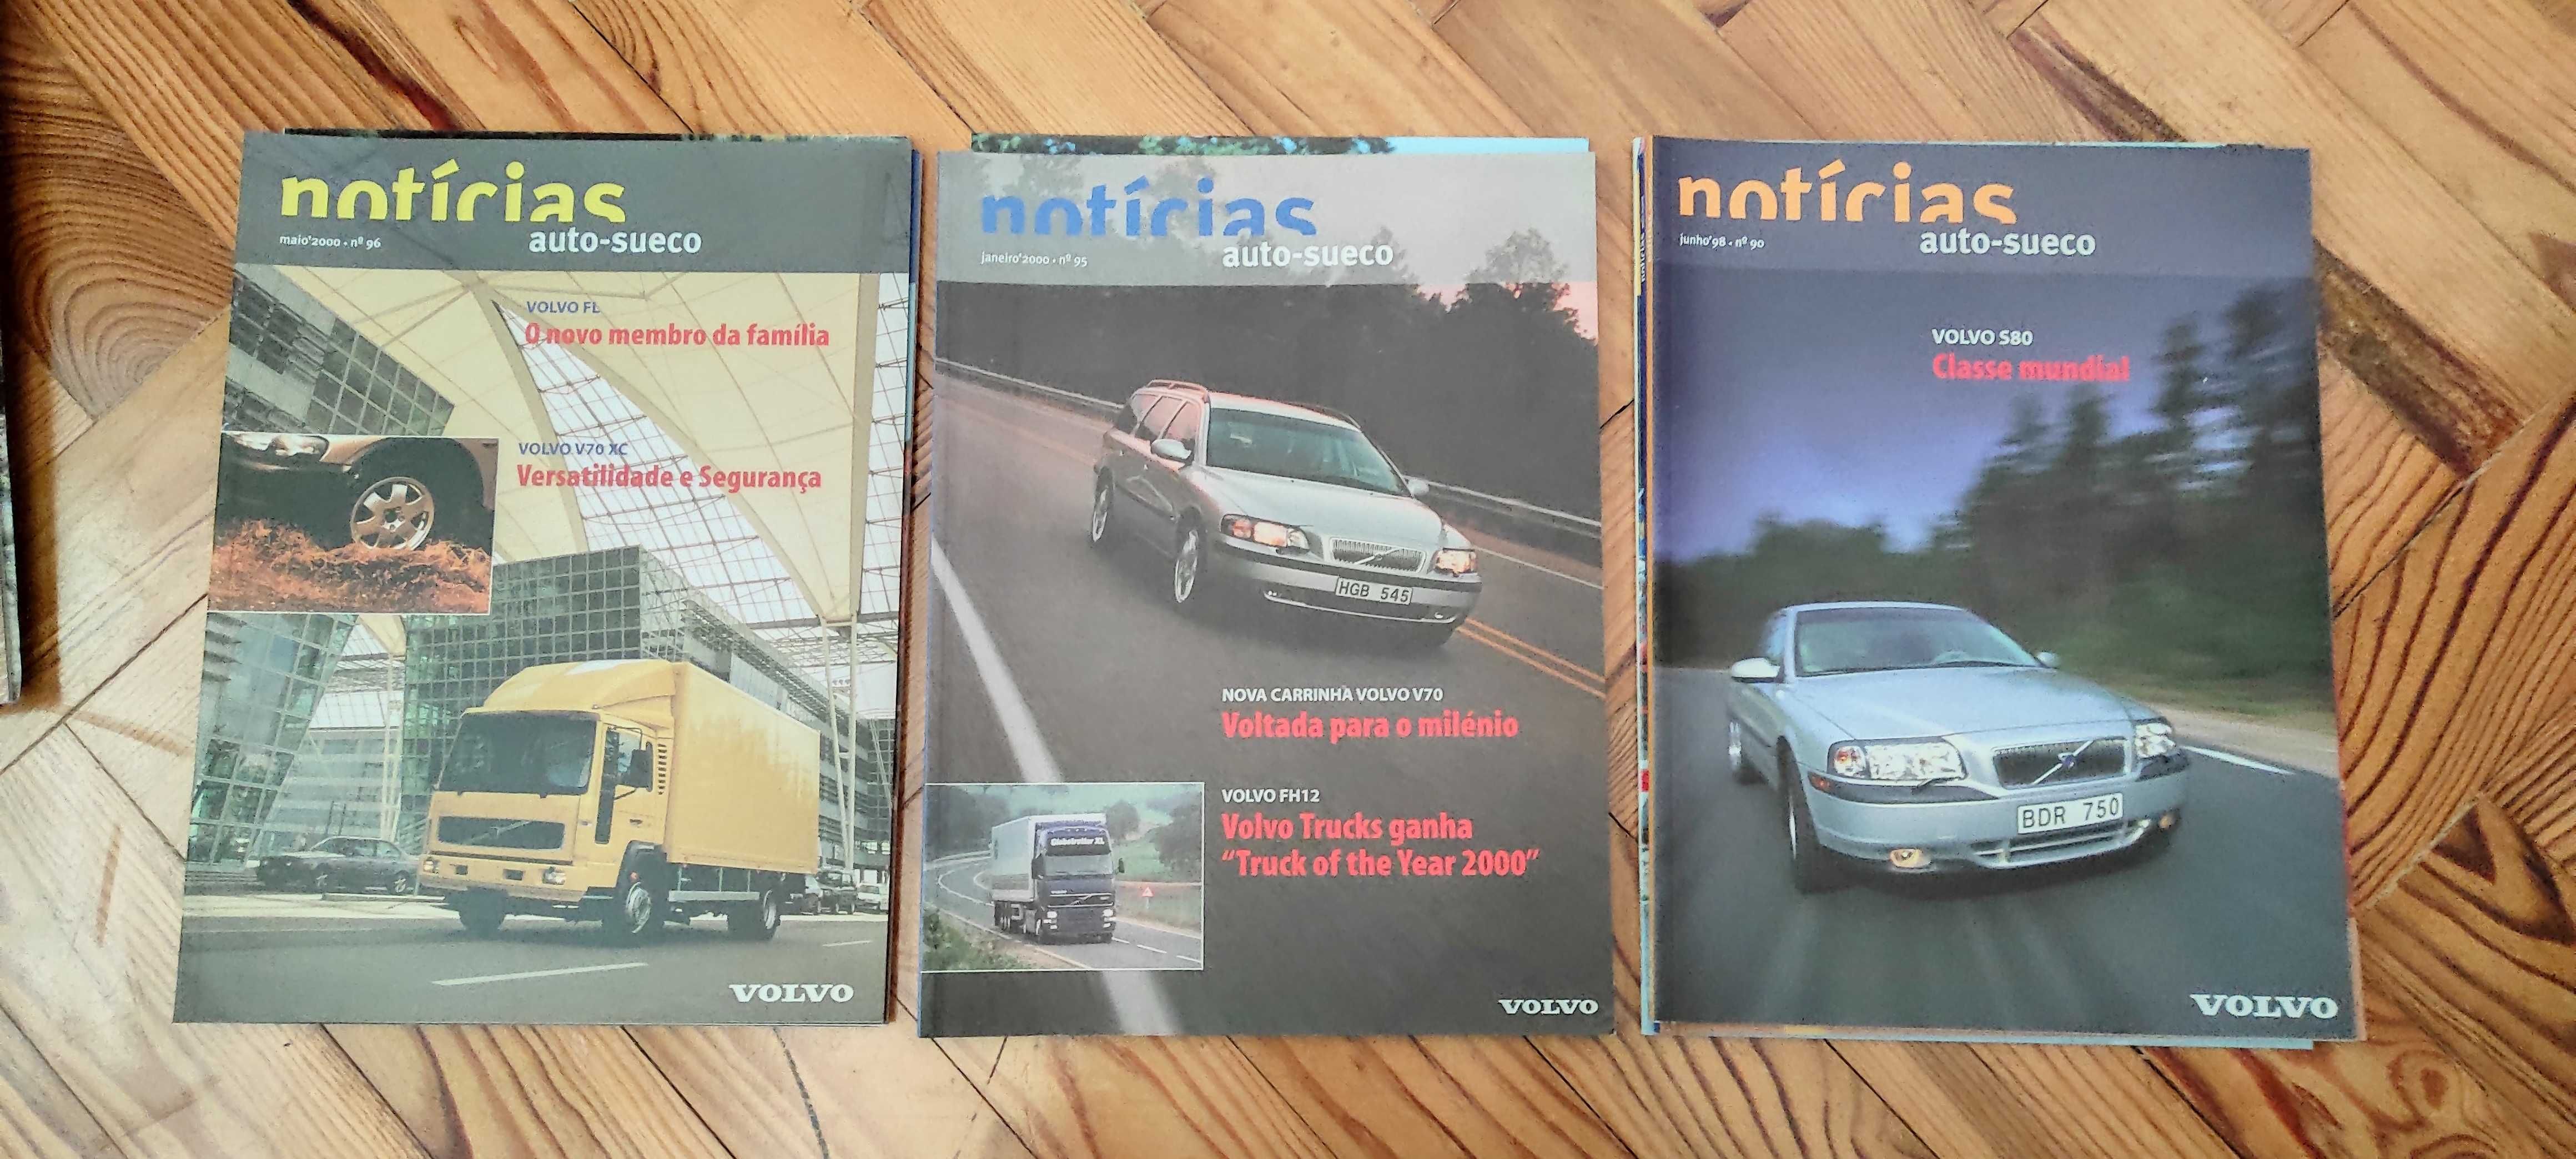 notícias
auto-sueco
maio'2000 • nº 96
VOLVO FL
O novo membro da família
VOLVO V70 XC
Versatilidade e Segurança
VOLVO
notícias
auto-sueco
janeiro'2000 • nº 95
HGB 545
NOVA CARRINHA VOLVO V70
Voltada para o milénio
VOLVO FH12
Volvo Trucks ganha
“Truck of the Year 2000”
Globetrotter XL
VOLVO
notícias
auto-sueco
junho'98 • nº 90
VOLVO S80
Classe mundial
BDR 750
VOLVO